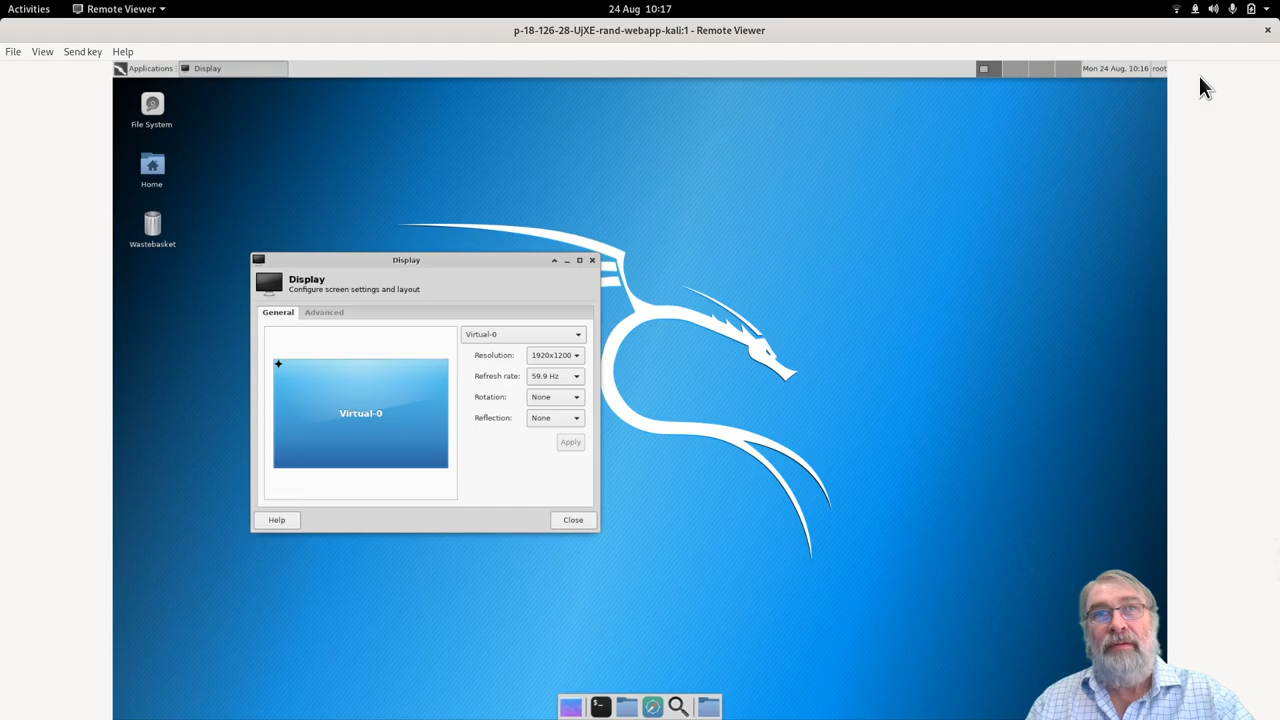 Activities Remote Viewer 24 Aug 10:17
p-18-126-28-UjXE-rand-webapp-kali:1 - Remote Viewer
File View Send key Help
Applications Display Mon 24 Aug, 10:16 root
File System
Home
Wastebasket
Display
Display
Configure screen settings and layout
General Advanced
Virtual-0
Resolution: 1920x1200
Refresh rate: 59.9 Hz
Rotation: None
Virtual-0
Reflection: None
Apply
Help Close